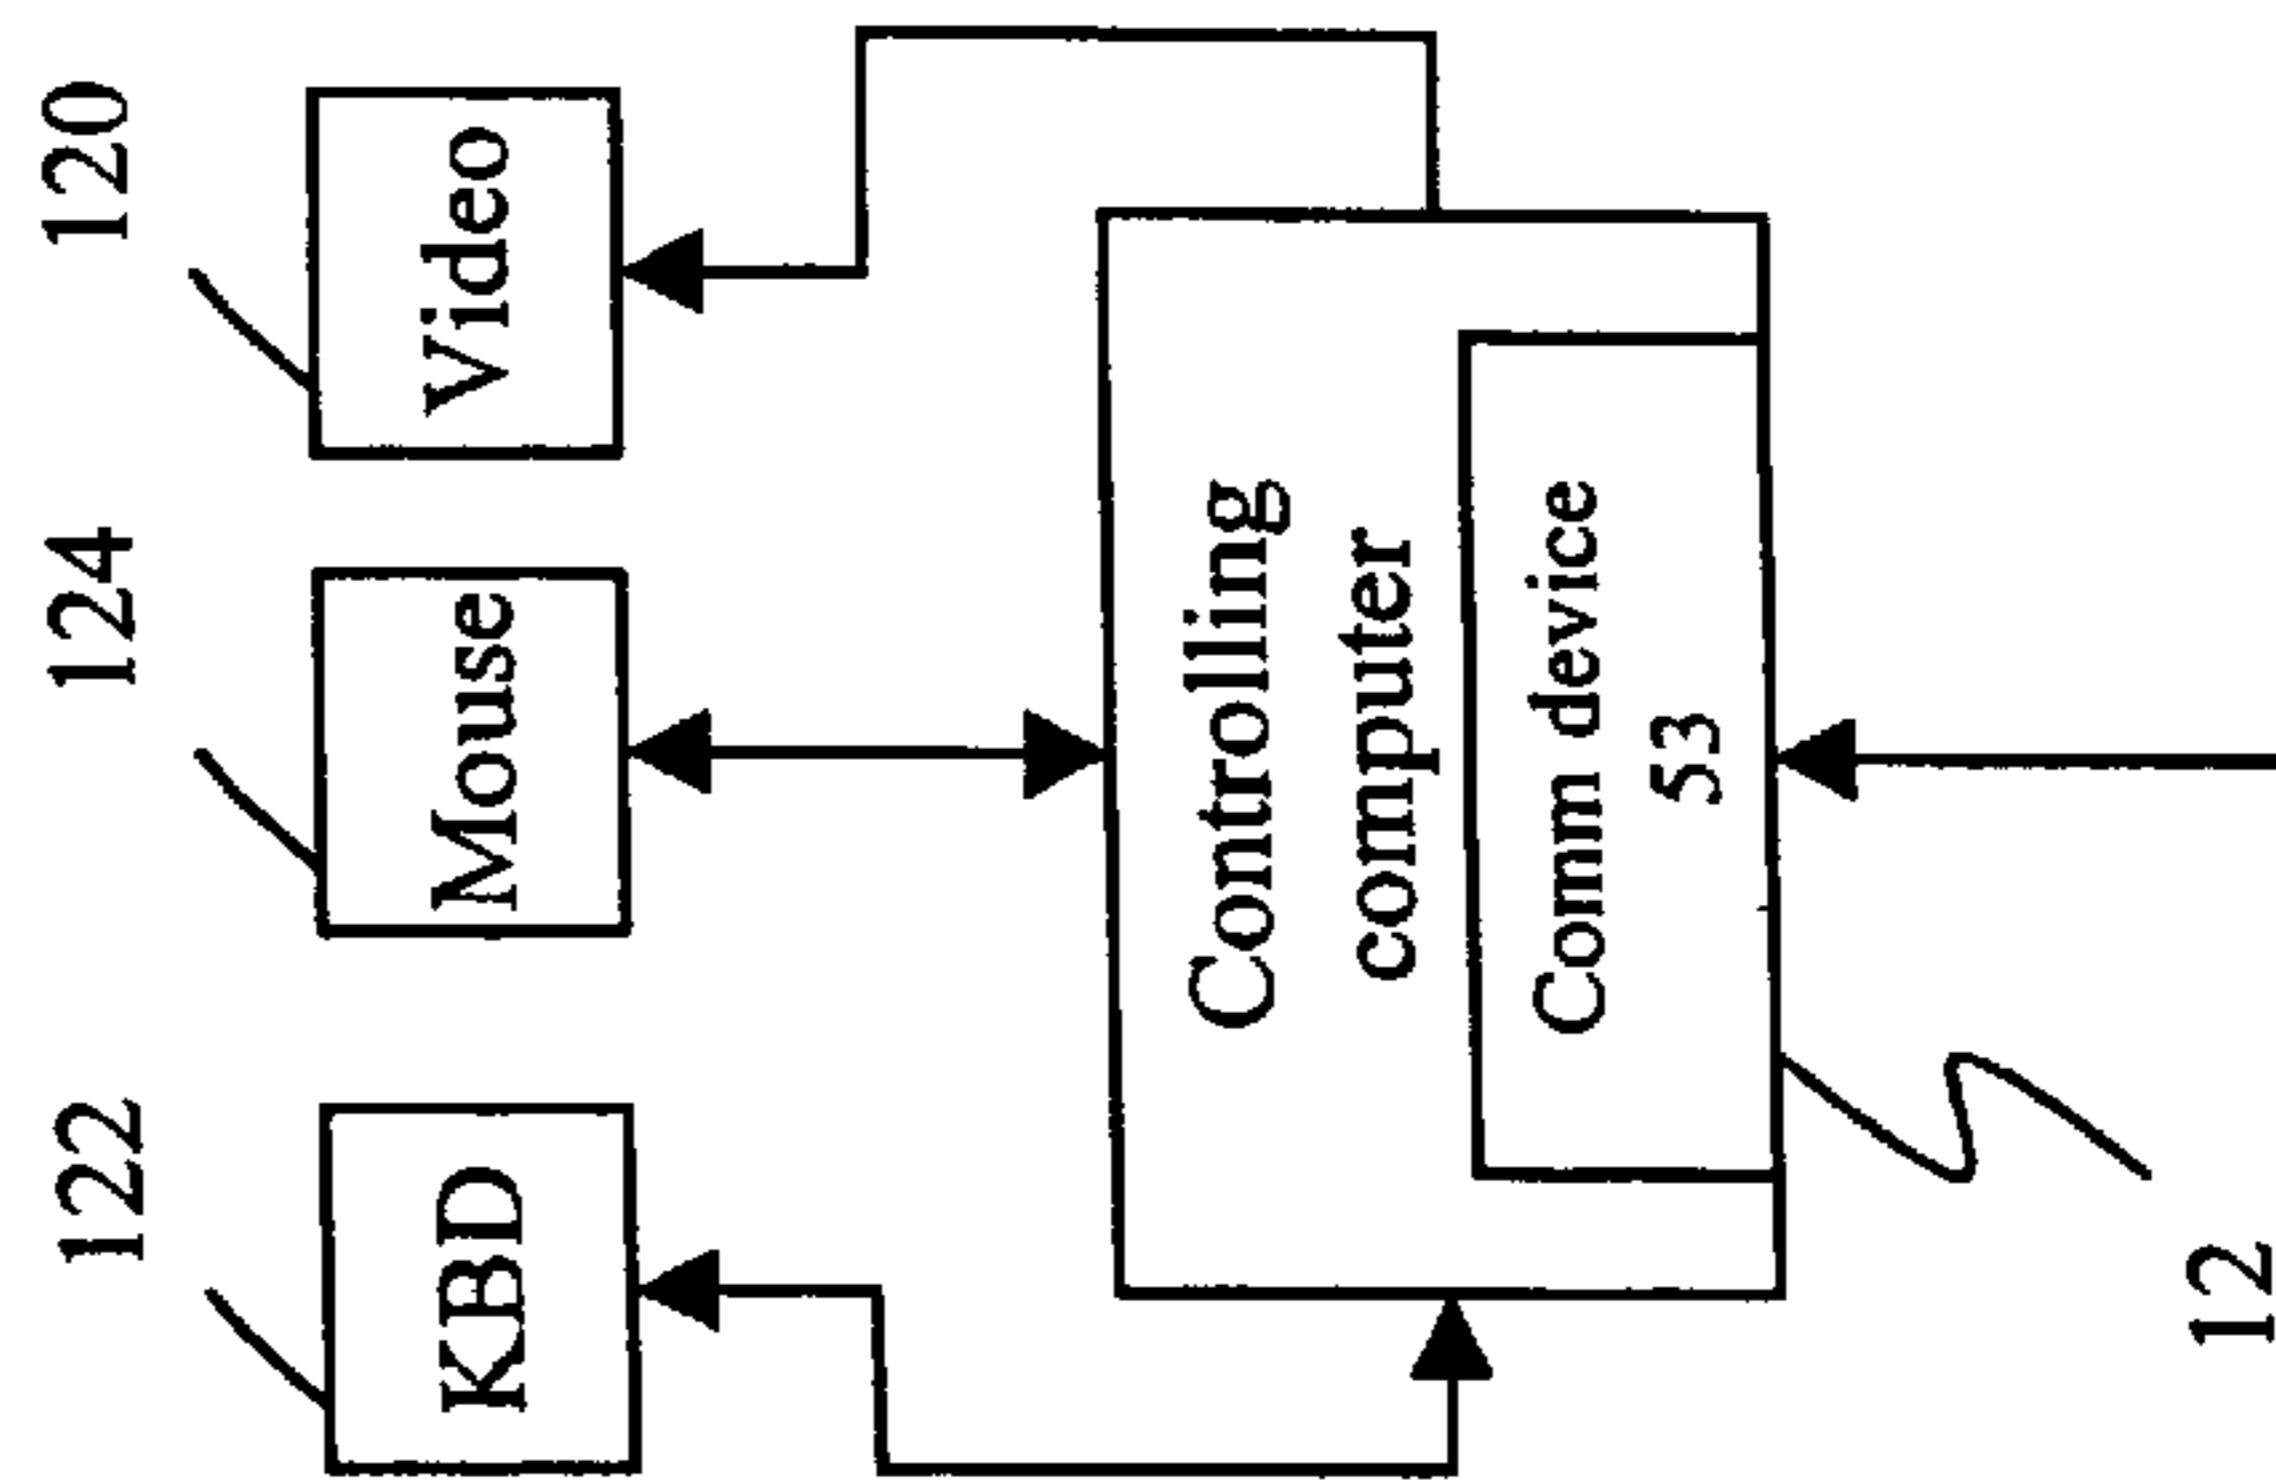 122
124
120
KBD
Mouse
Video
Controlling
computer
Comm device
53
12